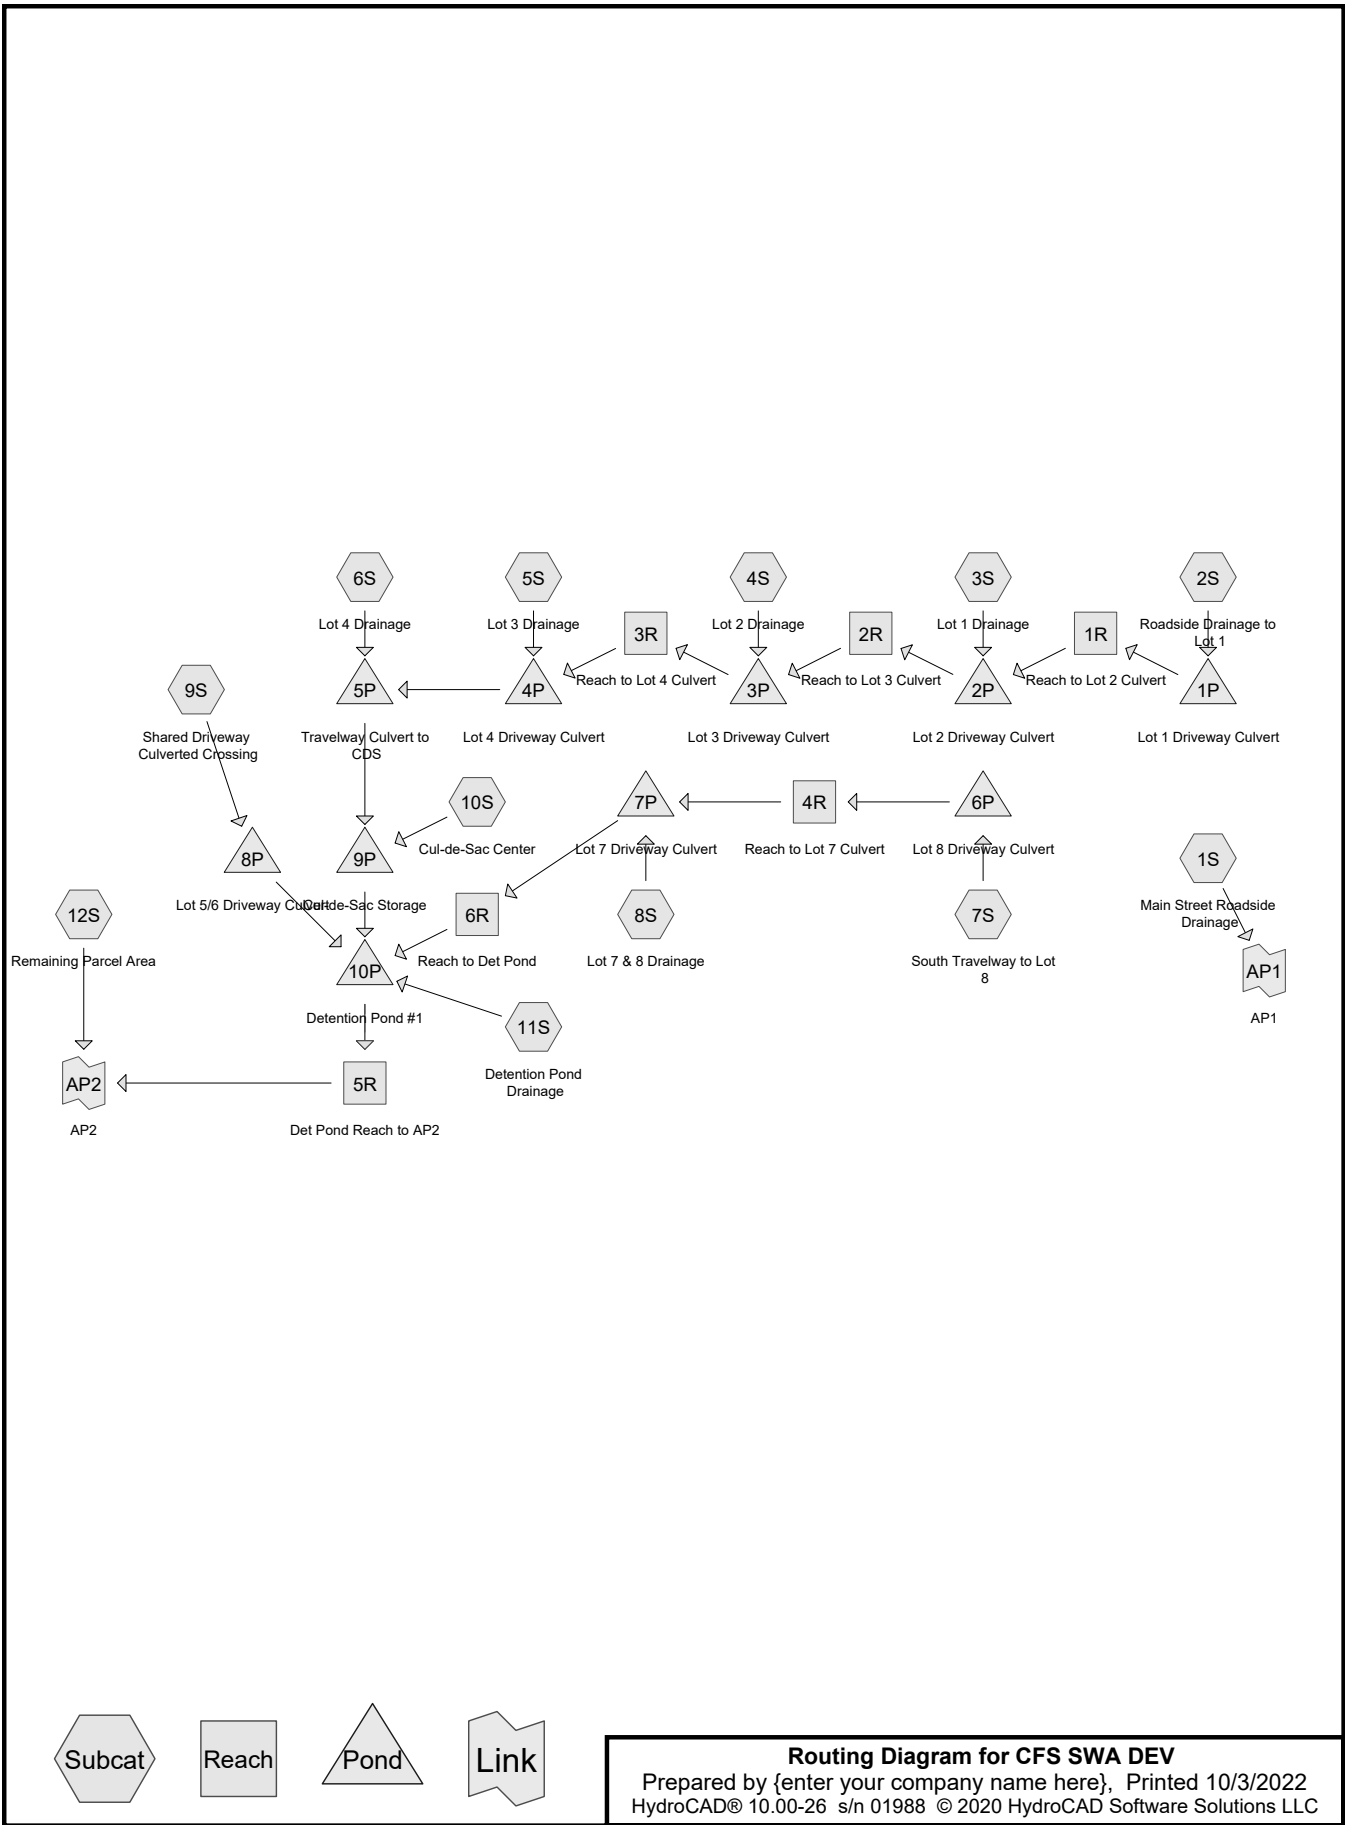 6S
5S
4S
3S
2S
Lot 4 Drainage
Lot 3 Drainage
Lot 2 Drainage
Lot 1 Drainage
Roadside Drainage to
Lot 1
3R
2R
1R
Reach to Lot 4 Culvert
Reach to Lot 3 Culvert
Reach to Lot 2 Culvert
9S
5P
4P
3P
2P
1P
Shared Driveway
Culverted Crossing
Travelway Culvert to
CDS
Lot 4 Driveway Culvert
Lot 3 Driveway Culvert
Lot 2 Driveway Culvert
Lot 1 Driveway Culvert
10S
7P
4R
6P
Cul-de-Sac Center
Lot 7 Driveway Culvert
Reach to Lot 7 Culvert
Lot 8 Driveway Culvert
8P
9P
1S
Lot 5/6 Driveway Culvert
Cul-de-Sac Storage
Main Street Roadside
Drainage
12S
6R
8S
7S
Remaining Parcel Area
Reach to Det Pond
Lot 7 & 8 Drainage
South Travelway to Lot
8
10P
AP1
Detention Pond #1
AP1
11S
Detention Pond
Drainage
AP2
5R
AP2
Det Pond Reach to AP2
Subcat
Reach
Pond
Link
Routing Diagram for CFS SWA DEV
Prepared by {enter your company name here}, Printed 10/3/2022
HydroCAD® 10.00-26 s/n 01988 © 2020 HydroCAD Software Solutions LLC